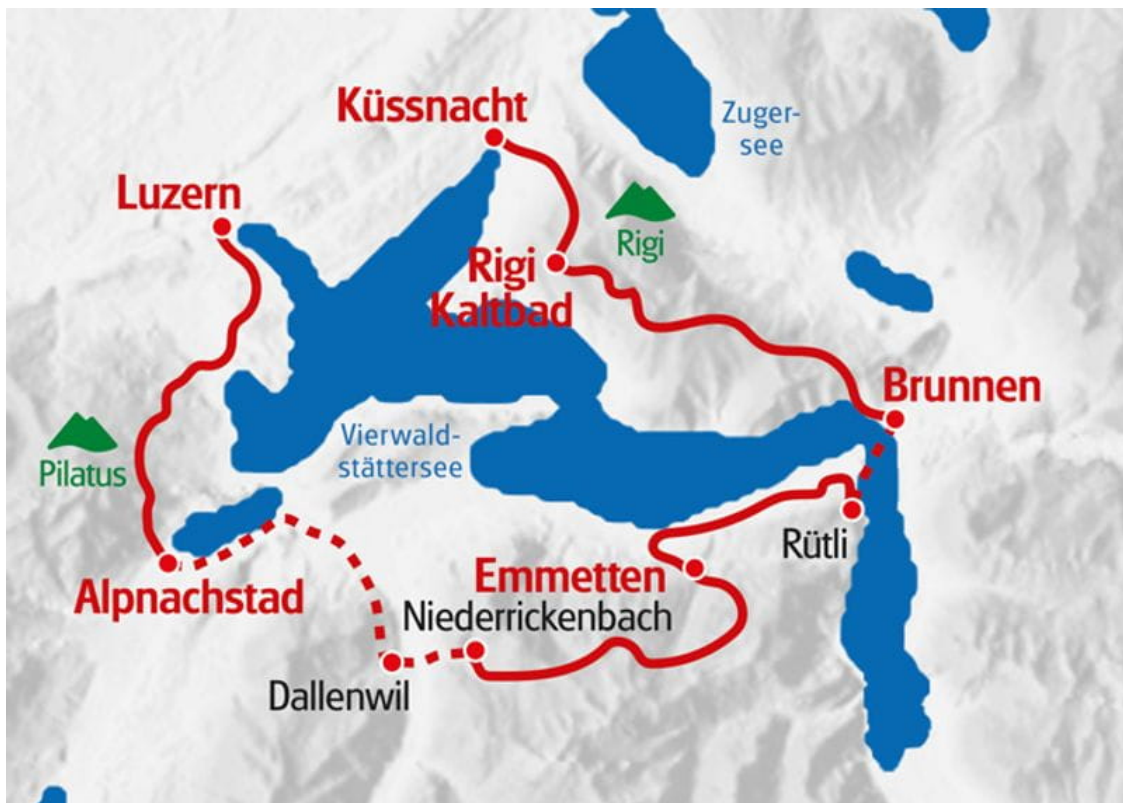 Küssnacht
Zuger-
see
Luzern
Rigi
Rigi
Kaltbad
Brunnen
Vierwald-
stättersee
Pilatus
Rütli
Emmetten
Alpnachstad
Niederrickenbach
Dallenwil